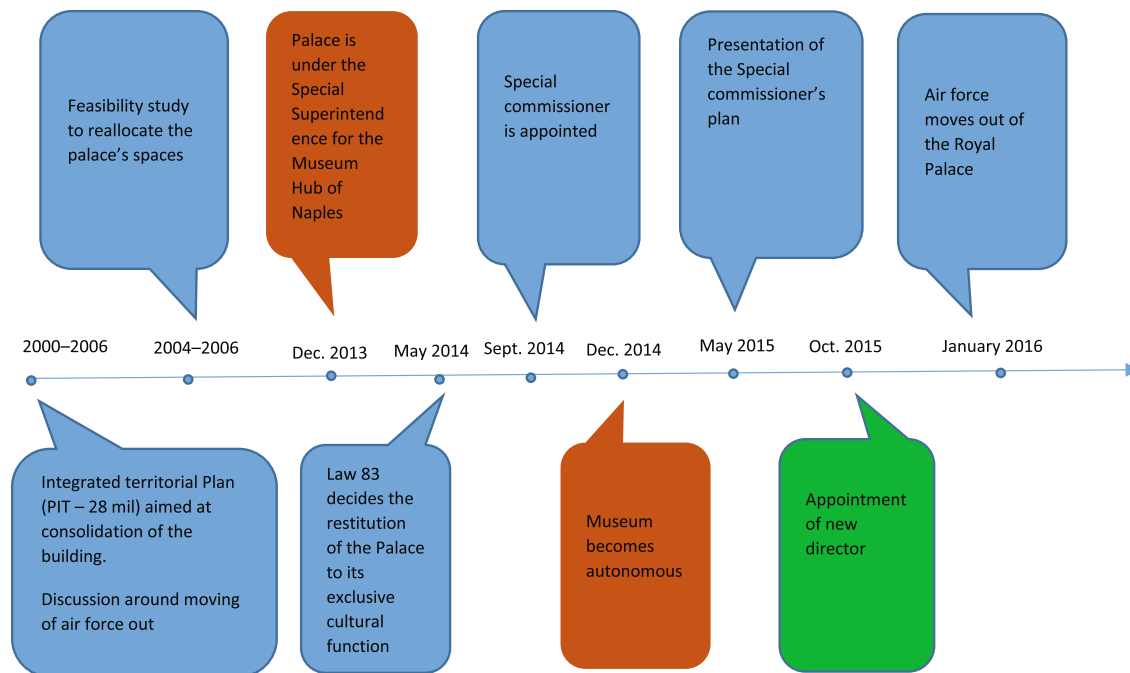 Feasibility study
to reallocate the
palace’s spaces
Palace is
under the
Special
Superintend
ence for the
Museum
Hub of
Naples
Special
commissioner
is appointed
Presentation of
the Special
commissioner’s
plan
Air force
moves out of
the Royal
Palace
2000–2006
2004–2006
Dec. 2013
May 2014
Sept. 2014
Dec. 2014
May 2015
Oct. 2015
January 2016
Integrated territorial Plan
(PIT – 28 mil) aimed at
consolidation of the
building.
Discussion around moving
of air force out
Law 83
decides the
restitution
of the Palace
to its
exclusive
cultural
function
Museum
becomes
autonomous
Appointment
of new
director